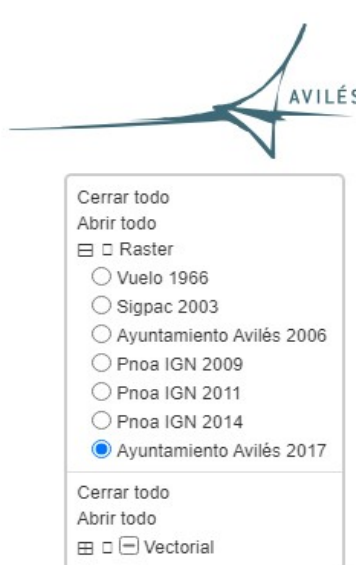 AVILÉS
Cerrar todo
Abrir todo
Raster
Vuelo 1966
Sigpac 2003
Ayuntamiento Avilés 2006
Pnoa IGN 2009
Pnoa IGN 2011
Pnoa IGN 2014
Ayuntamiento Avilés 2017
Cerrar todo
Abrir todo
Vectorial